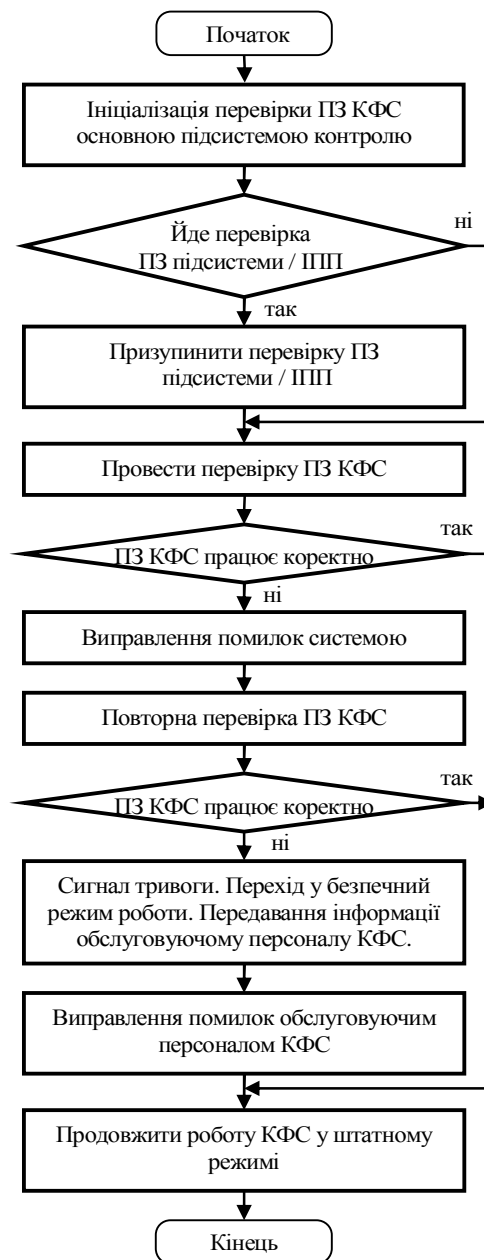 Початок
Ініціалізація перевірки ПЗ КФС
основною підсистемою контролю
Йде перевірка
ПЗ підсистеми / ІПП
ні
так
Призупинити перевірку ПЗ
підсистеми / ІПП
Провести перевірку ПЗ КФС
ПЗ КФС працює коректно
так
ні
Виправлення помилок системою
Повторна перевірка ПЗ КФС
ПЗ КФС працює коректно
так
ні
Сигнал тривоги. Перехід у безпечний
режим роботи. Передавання інформації
обслуговуючому персоналу КФС.
Виправлення помилок обслуговуючим
персоналом КФС
Продовжити роботу КФС у штатному
режимі
Кінець